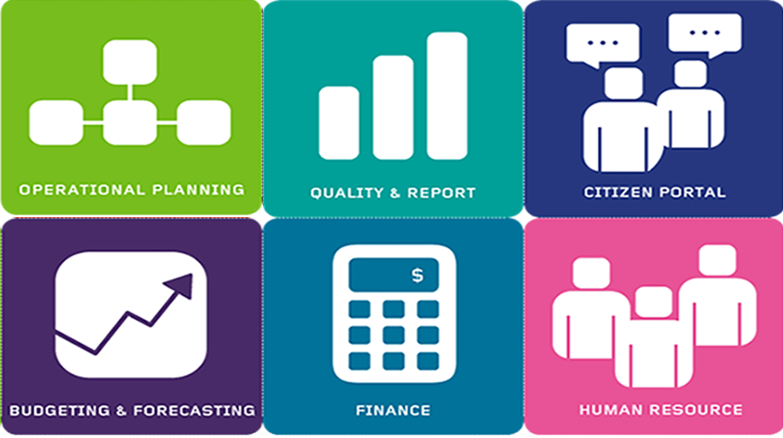 OPERATIONAL PLANNING
QUALITY & REPORT
CITIZEN PORTAL
$
BUDGETING & FORECASTING
FINANCE
HUMAN RESOURCE